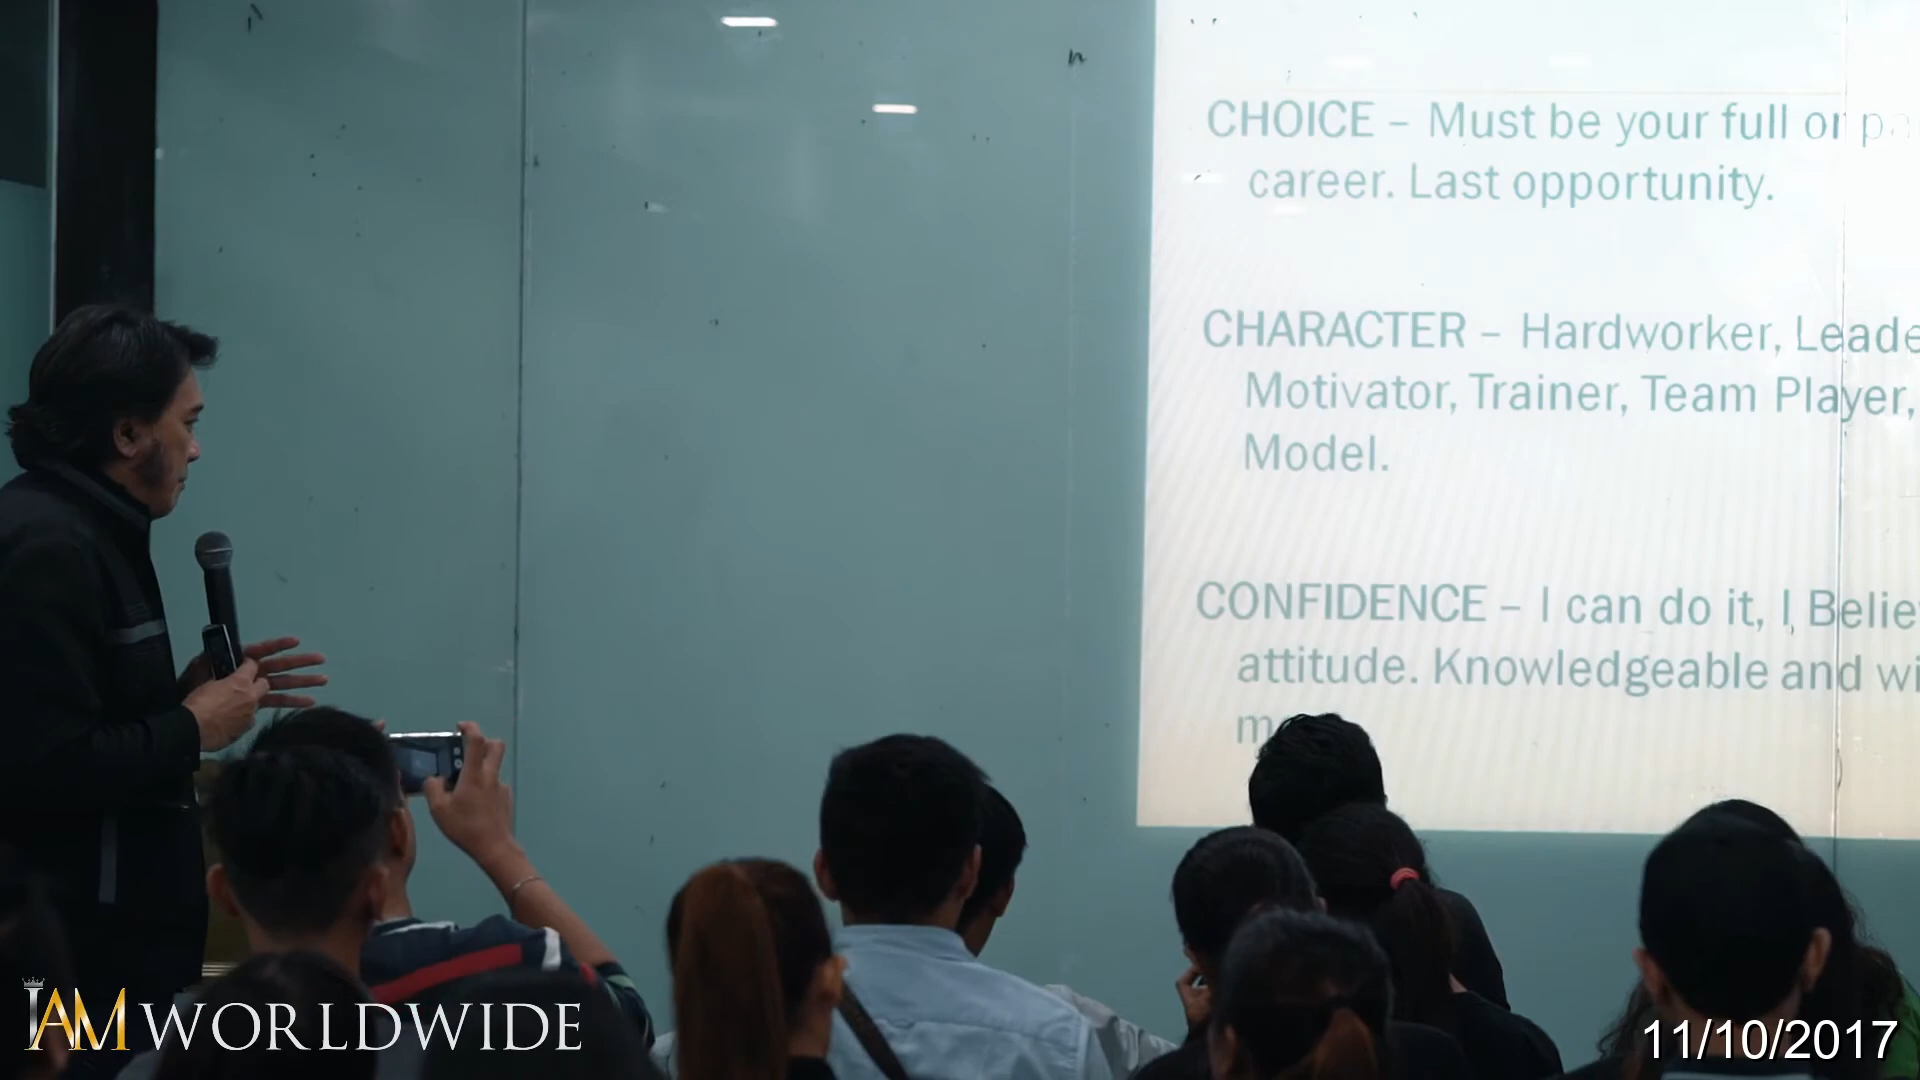 CHOICE – Must be your full or
career. Last opportunity.
CHARACTER – Hardworker,
Motivator, Trainer, Team Player,
Model.
CONFIDENCE – I can do it, I
attitude. Knowledgeable and
IAM WORLDWIDE
11/10/2017